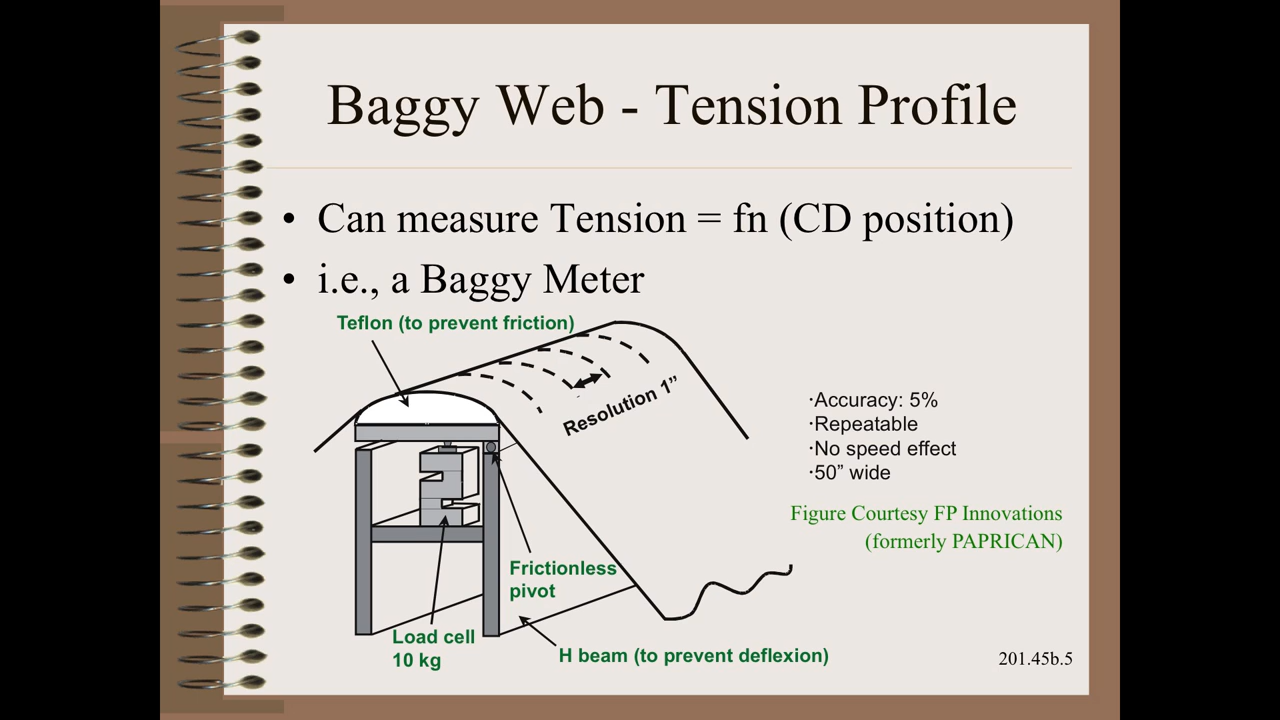 Baggy Web - Tension Profile
• Can measure Tension = fn (CD position)
• i.e., a Baggy Meter
Teflon (to prevent friction)
Resolution 1”
·Accuracy: 5%
·Repeatable
·No speed effect
·50” wide
Figure Courtesy FP Innovations
(formerly PAPRICAN)
Frictionless
pivot
Load cell
10 kg
H beam (to prevent deflexion)
201.45b.5